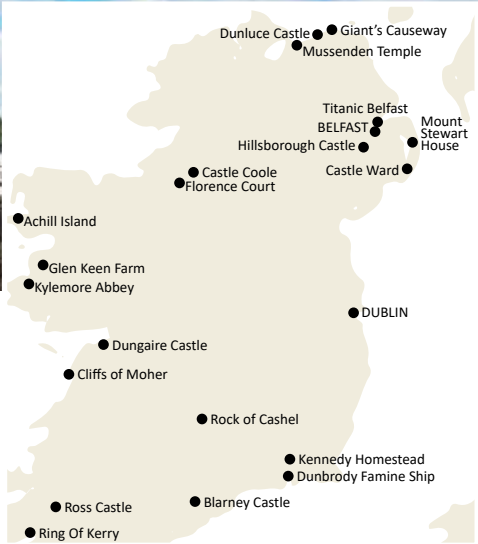 Giant's Causeway
Dunluce Castle
Mussenden Temple
Titanic Belfast
BELFAST
Mount
Stewart
House
Hillsborough Castle
Castle Ward
Castle Coole
Florence Court
Achill Island
Glen Keen Farm
Kylemore Abbey
DUBLIN
Dungaire Castle
Cliffs of Moher
Rock of Cashel
Kennedy Homestead
Dunbrody Famine Ship
Blarney Castle
Ross Castle
Ring Of Kerry